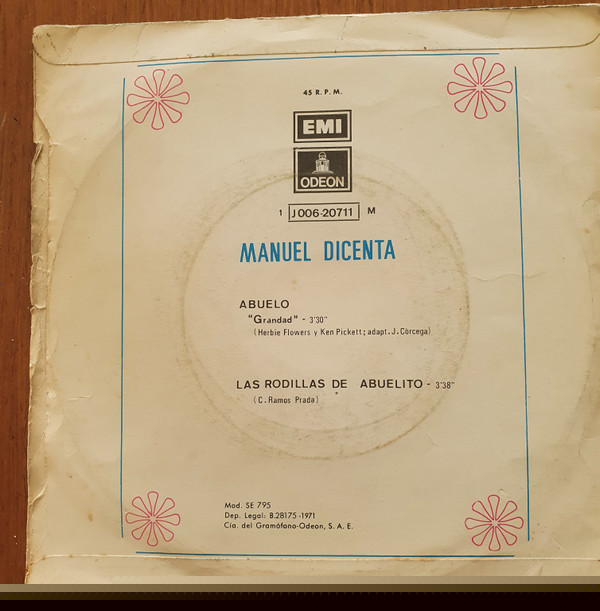 45 R. P. M.
EMI
ODEON
1 J 006-20711 M
MANUEL DICENTA
ABUELO
"Grandad" - 3'30"
(Herbie Flowers y Ken Pickett; adapt. J. Córcega)
LAS RODILLAS DE ABUELITO - 3'38"
(C. Ramos Prada)
Mod. SE 795
Dep. Legal: B.28175-1971
Cía. del Gramófono-Odeon, S. A. E.